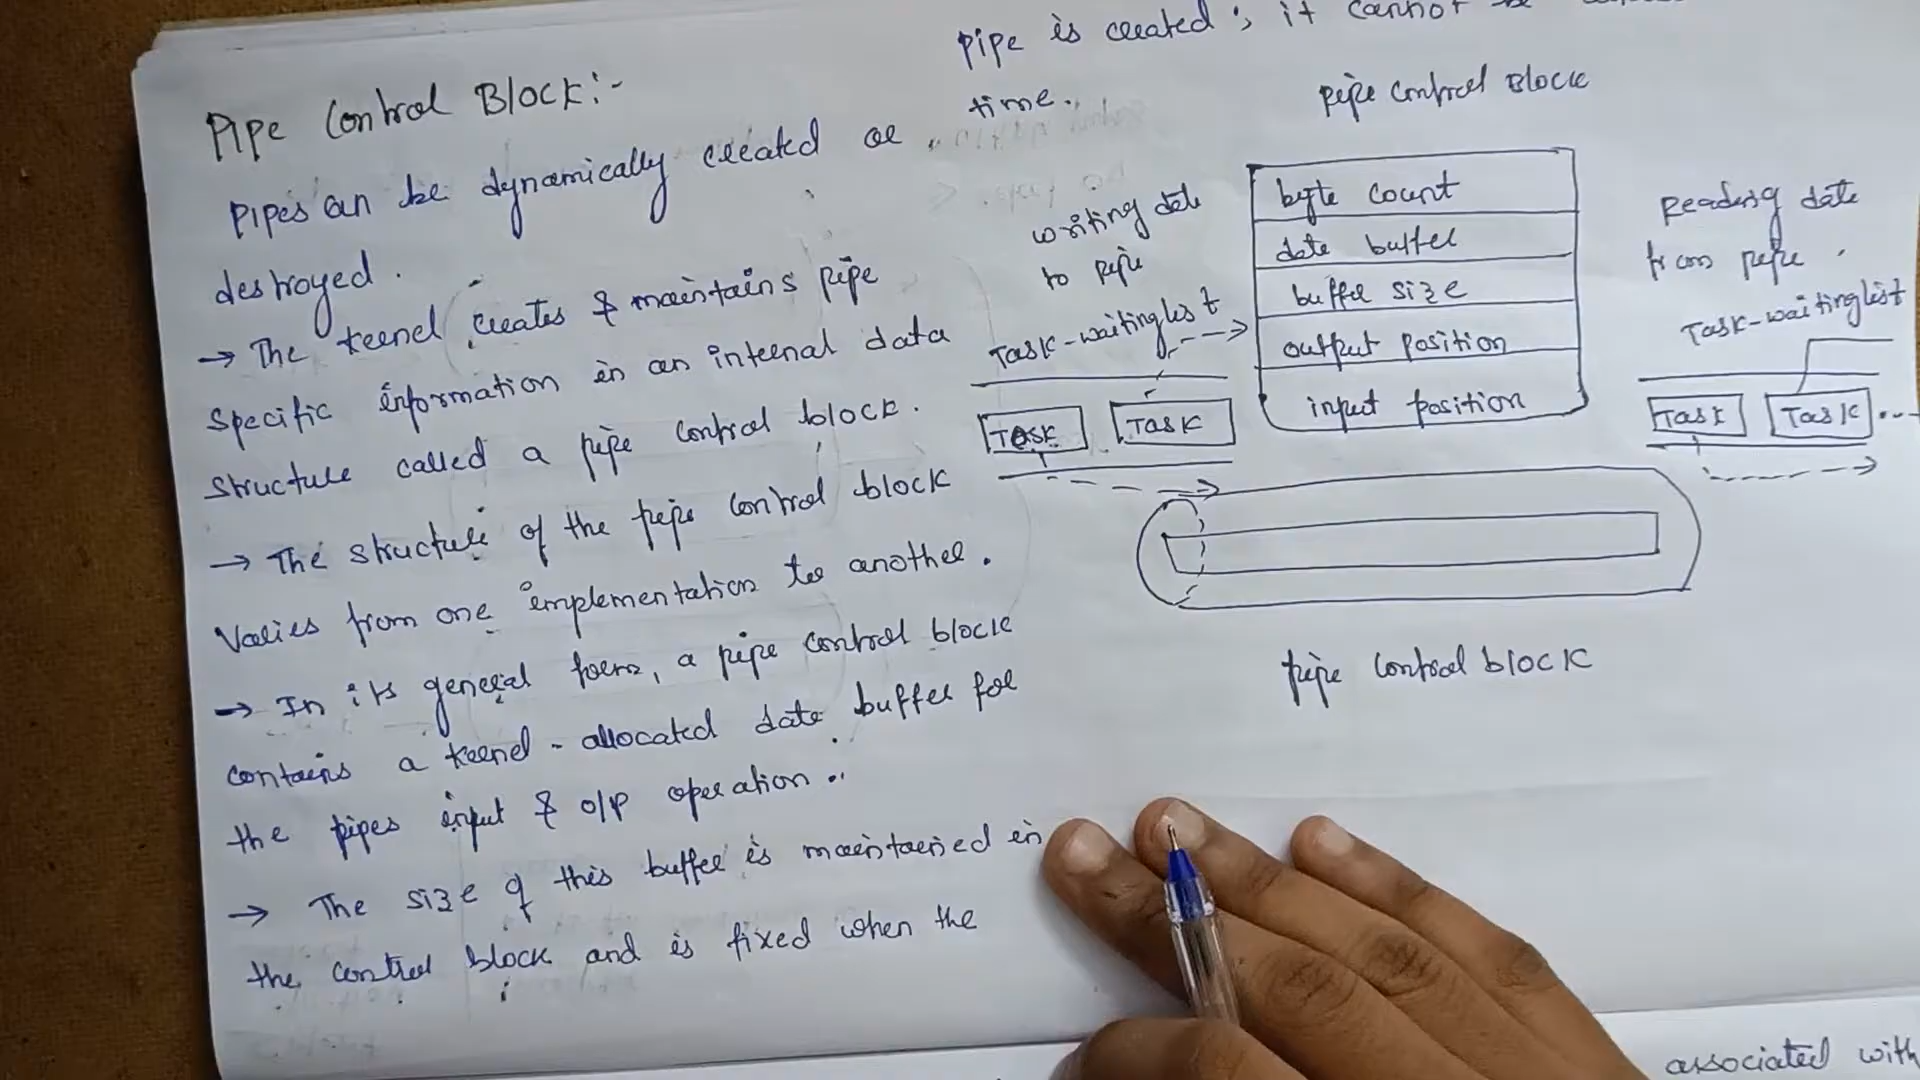 Pipe Control Block:-
Pipes can be dynamically created or
destroyed.
→ The kernel creates & maintains pipe
Specific information in an internal data
Structure called a pipe control block.
→ The structure of the pipe control block
Varies from one implementation to another.
→ In its general form, a pipe control block
contains a kernel-allocated data buffer for
the pipes input & o/p operation.
→ The size of this buffer is maintained in
the control block and is fixed when the
pipe is created; it cannot be
time.
pipe control Block
writing data
to pipe
Task-waiting list
TASK
TASK
byte count
data buffer
buffer size
output position
input position
Reading data
from pipe.
Task-waiting list
TASK
TASK
pipe control block
associated with